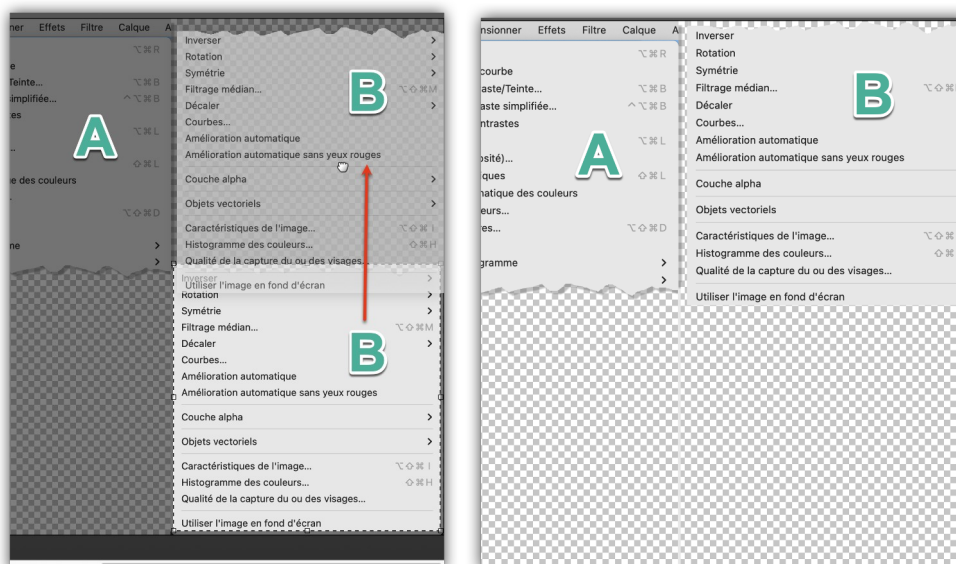 ner Effets Filtre Calque A
⌥⌘R
e
Teinte... ⌥⌘B
simplifiée... ^⌥⌘B
tes
⌥⌘L
...
⇧⌘L
e des couleurs
⌥⇧⌘D
ne >
>
A
Inverser >
Rotation >
Symétrie >
Filtrage médian... ⌥⇧⌘M
Décaler >
Courbes...
Amélioration automatique
Amélioration automatique sans yeux rouges
Couche alpha >
Objets vectoriels >
Caractéristiques de l'image... ⌥⇧⌘I
Histogramme des couleurs... ⇧⌘H
Qualité de la capture du ou des visages...
B
Inverser >
Utiliser l'image en fond d'écran
Rotation >
Symétrie >
Filtrage médian... ⌥⇧⌘M
Décaler >
Courbes...
Amélioration automatique
Amélioration automatique sans yeux rouges
Couche alpha >
Objets vectoriels >
Caractéristiques de l'image... ⌥⇧⌘I
Histogramme des couleurs... ⇧⌘H
Qualité de la capture du ou des visages...
Utiliser l'image en fond d'écran
B
nsionner Effets Filtre Calque A
⌥⌘R
courbe
aste/Teinte... ⌥⌘B
aste simplifiée... ^⌥⌘B
ntrastes
⌥⌘L
osité)...
ques ⇧⌘L
matique des couleurs
eurs...
res... ⌥⇧⌘D
gramme >
>
A
Inverser
Rotation
Symétrie
Filtrage médian... ⌥⇧⌘
Décaler
Courbes...
Amélioration automatique
Amélioration automatique sans yeux rouges
Couche alpha
Objets vectoriels
Caractéristiques de l'image... ⌥⇧⌘
Histogramme des couleurs... ⇧⌘
Qualité de la capture du ou des visages...
Utiliser l'image en fond d'écran
B